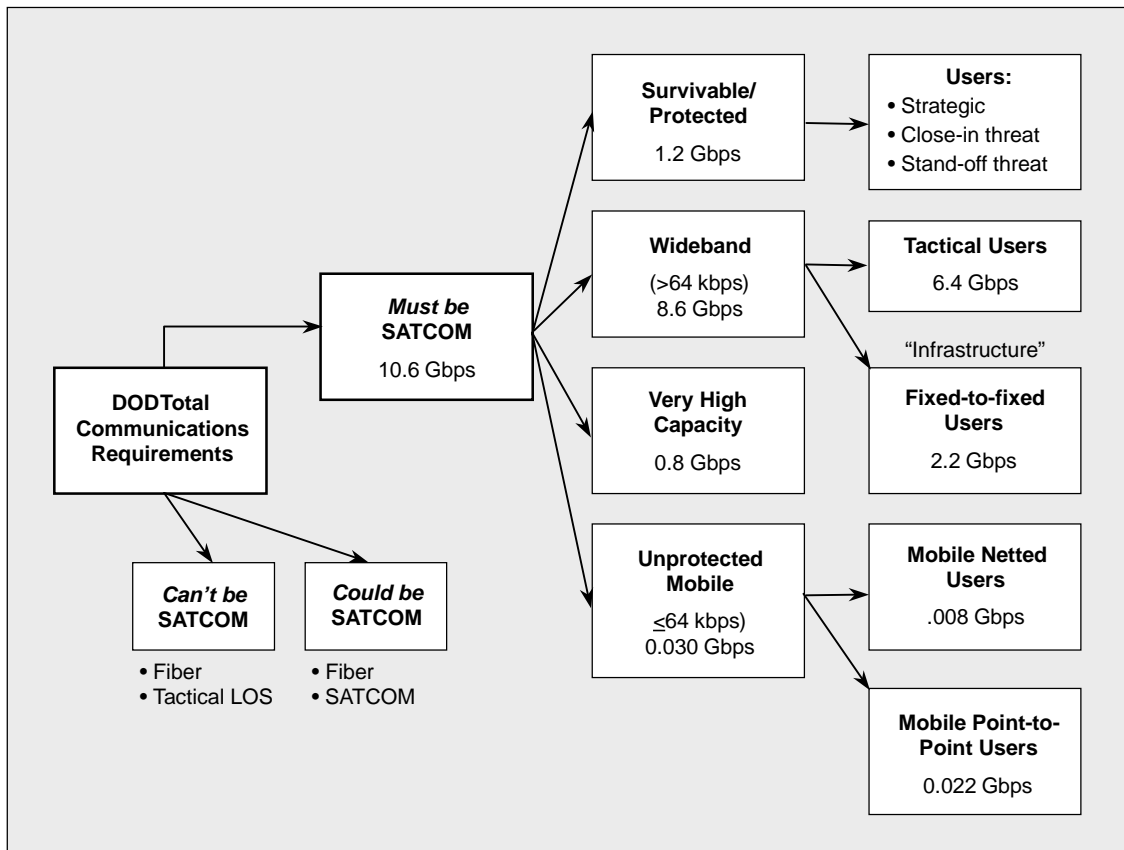 DODTotal
Communications
Requirements
Must be
SATCOM
10.6 Gbps
Can't be
SATCOM
• Fiber
• Tactical LOS
Could be
SATCOM
• Fiber
• SATCOM
Survivable/
Protected
1.2 Gbps
Users:
• Strategic
• Close-in threat
• Stand-off threat
Wideband
(>64 kbps)
8.6 Gbps
Tactical Users
6.4 Gbps
“Infrastructure”
Fixed-to-fixed
Users
2.2 Gbps
Very High
Capacity
0.8 Gbps
Unprotected
Mobile
≤64 kbps)
0.030 Gbps
Mobile Netted
Users
.008 Gbps
Mobile Point-to-
Point Users
0.022 Gbps